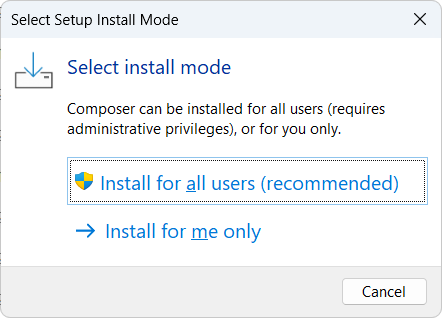 Select Setup Install Mode
Select install mode
Composer can be installed for all users (requires
administrative privileges), or for you only.
Install for all users (recommended)
Install for me only
Cancel